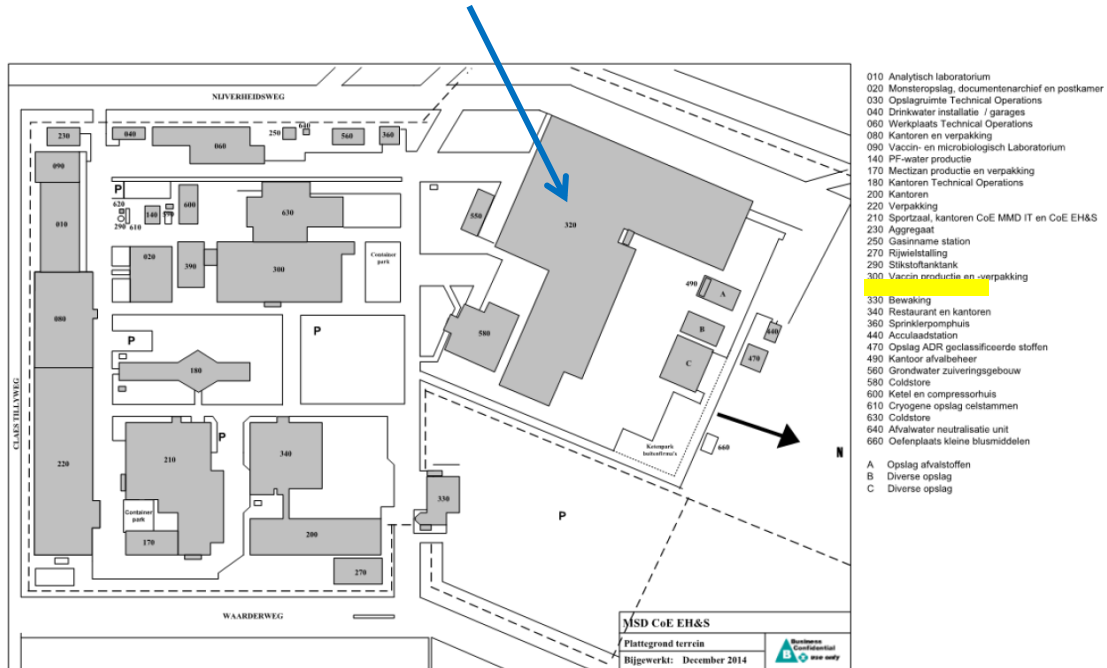 NIJVERHEIDSWEG
230
040
060
250
640
560
360
090
P
620
290
610
140
390
600
630
010
020
390
300
Container
park
550
320
490
A
B
C
440
470
580
080
P
P
180
CLAES TILLYWEG
220
P
210
340
Container
park
170
200
330
270
P
Ketenpark
buitenfirma's
660
N
WAARDERWEG
MSD CoE EH&S
Plattegrond terrein
Bijgewerkt: December 2014
Business
Confidential
B use only
010 Analytisch laboratorium
020 Monsteropslag, documentenarchief en postkamer
030 Opslagruimte Technical Operations
040 Drinkwater installatie / garages
060 Werkplaats Technical Operations
080 Kantoren en verpakking
090 Vaccin- en microbiologisch Laboratorium
140 PF-water productie
170 Mectizan productie en verpakking
180 Kantoren Technical Operations
200 Kantoren
220 Verpakking
210 Sportzaal, kantoren CoE MMD IT en CoE EH&S
230 Aggregaat
250 Gasinname station
270 Rijwielstalling
290 Stikstoftanktank
300 Vaccin productie en -verpakking
330 Bewaking
340 Restaurant en kantoren
360 Sprinklerpomphuis
440 Acculaadstation
470 Opslag ADR geclassificeerde stoffen
490 Kantoor afvalbeheer
560 Grondwater zuiveringsgebouw
580 Coldstore
600 Ketel en compressorhuis
610 Cryogene opslag celstammen
630 Coldstore
640 Afvalwater neutralisatie unit
660 Oefenplaats kleine blusmiddelen
A Opslag afvalstoffen
B Diverse opslag
C Diverse opslag